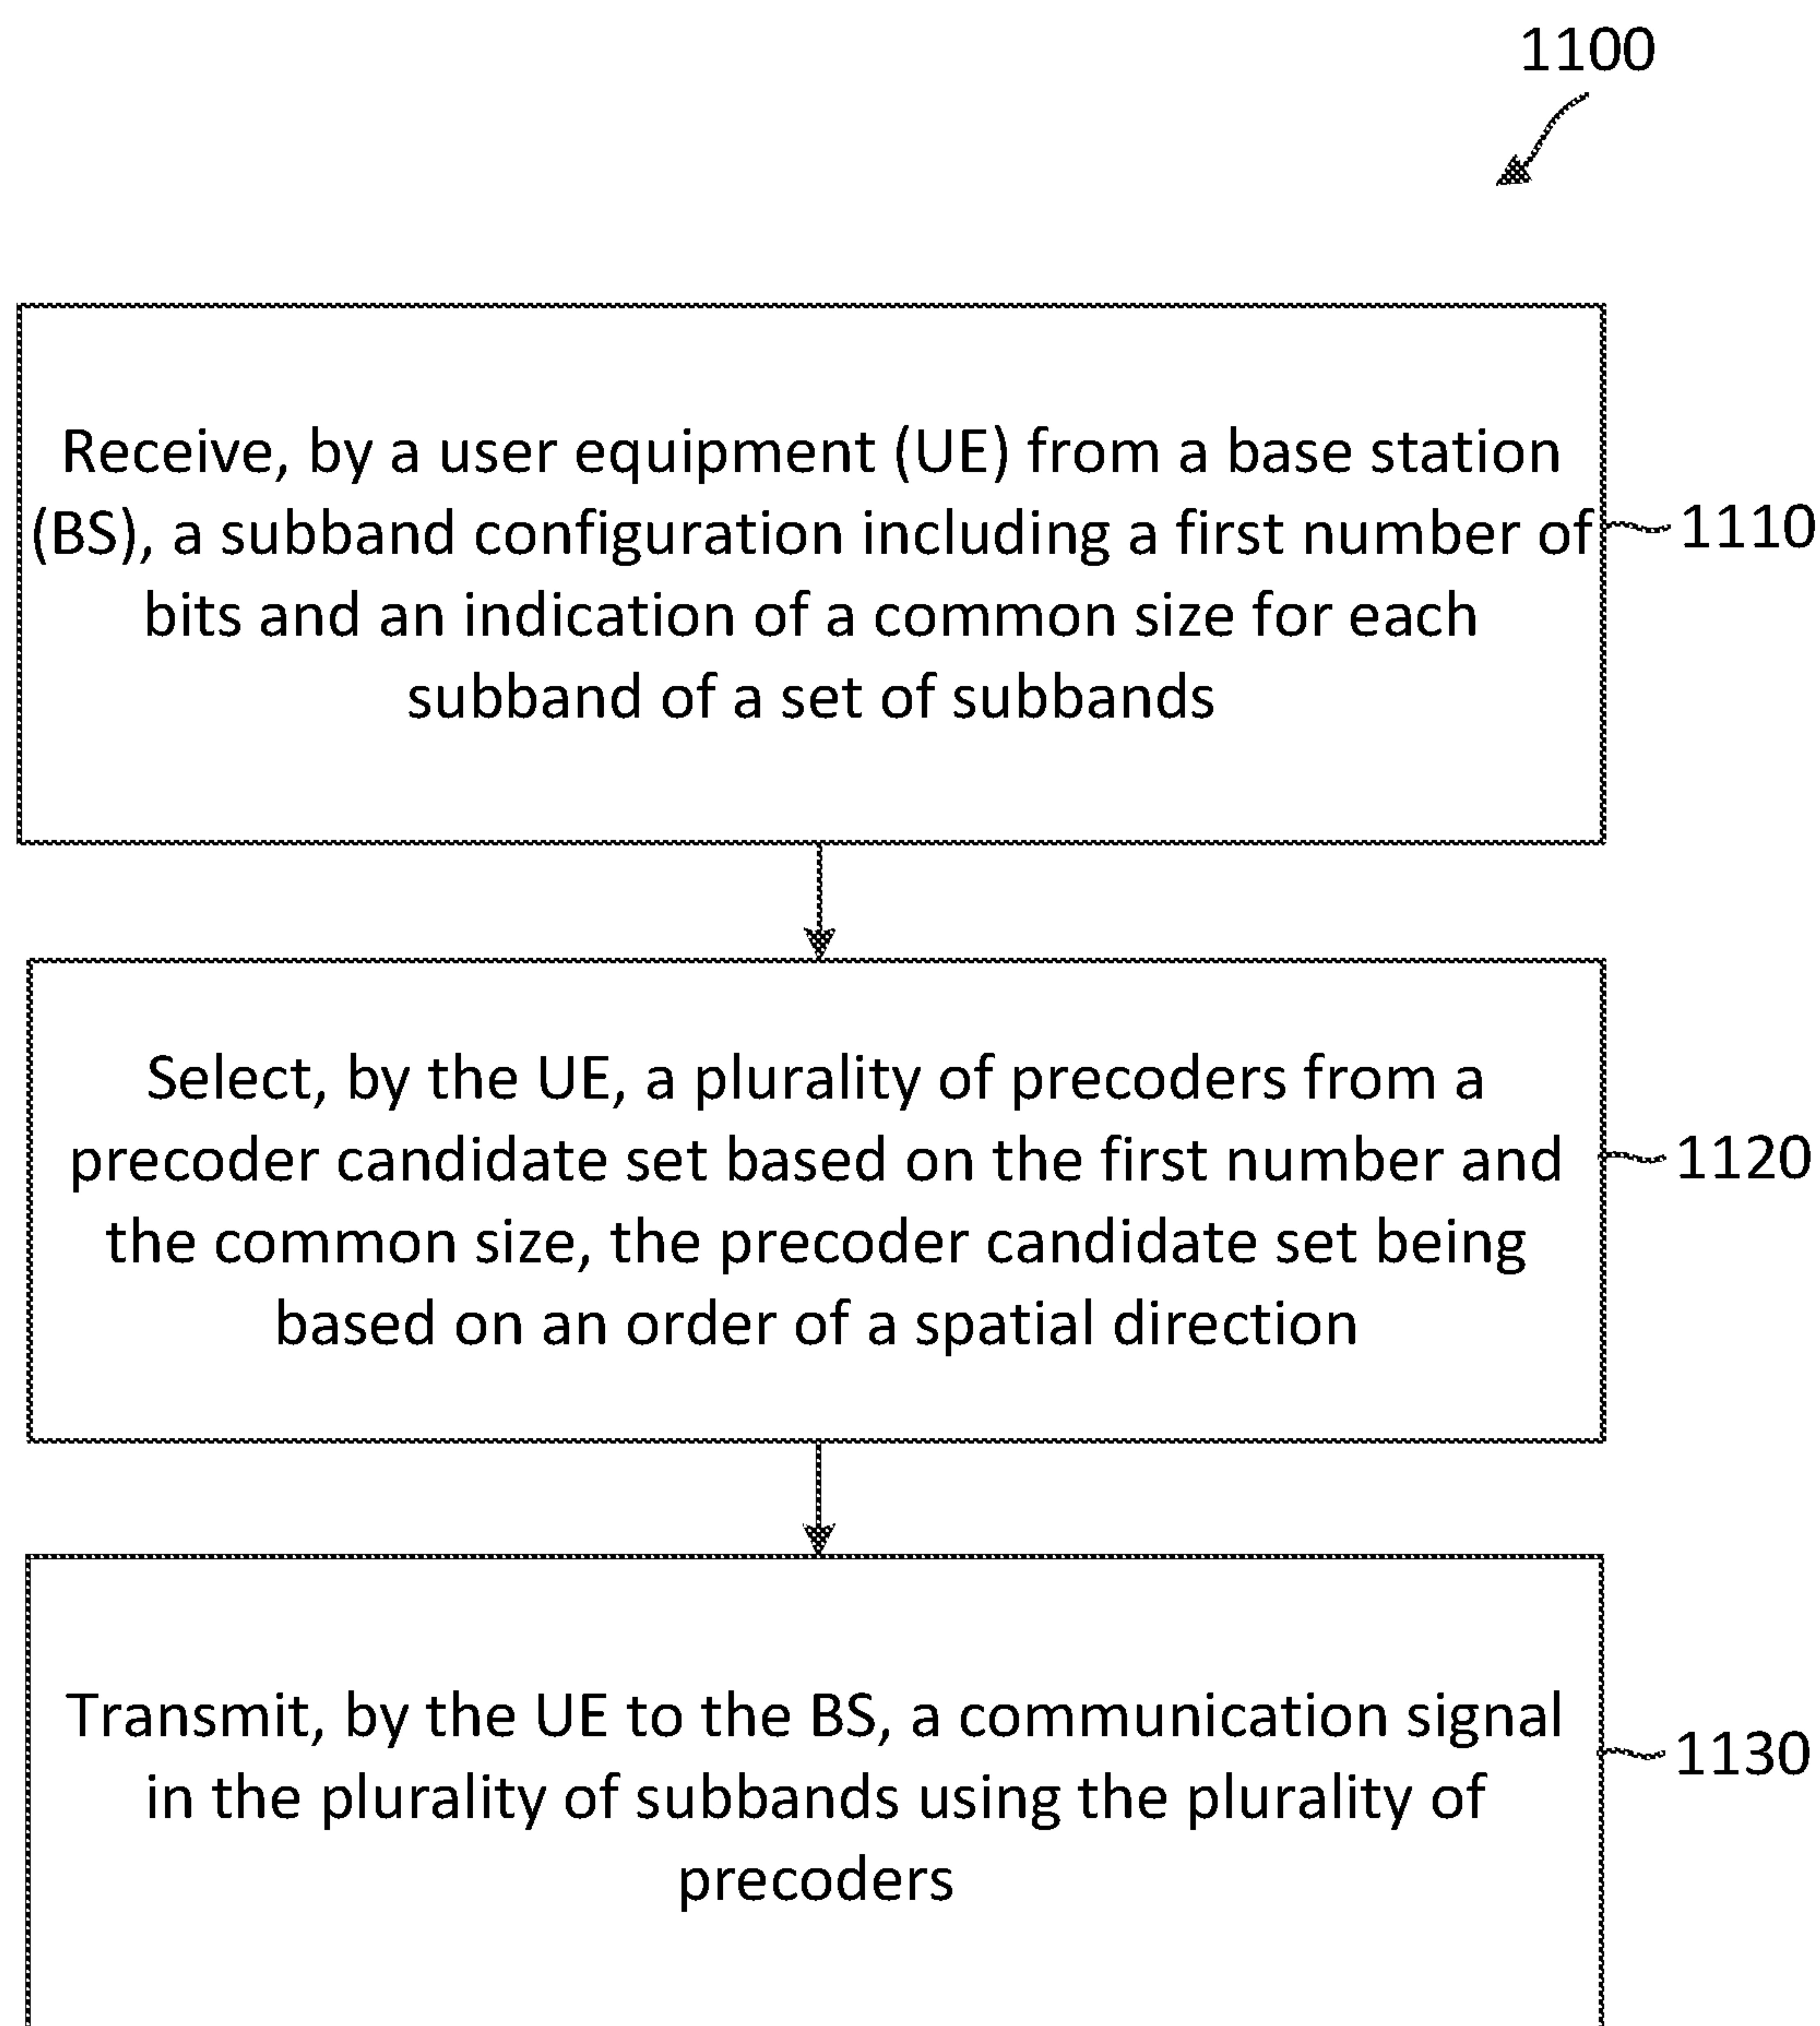 1100
Receive, by a user equipment (UE) from a base station
(BS), a subband configuration including a first number of
bits and an indication of a common size for each
subband of a set of subbands
1110
Select, by the UE, a plurality of precoders from a
precoder candidate set based on the first number and
the common size, the precoder candidate set being
based on an order of a spatial direction
1120
Transmit, by the UE to the BS, a communication signal
in the plurality of subbands using the plurality of
precoders
1130